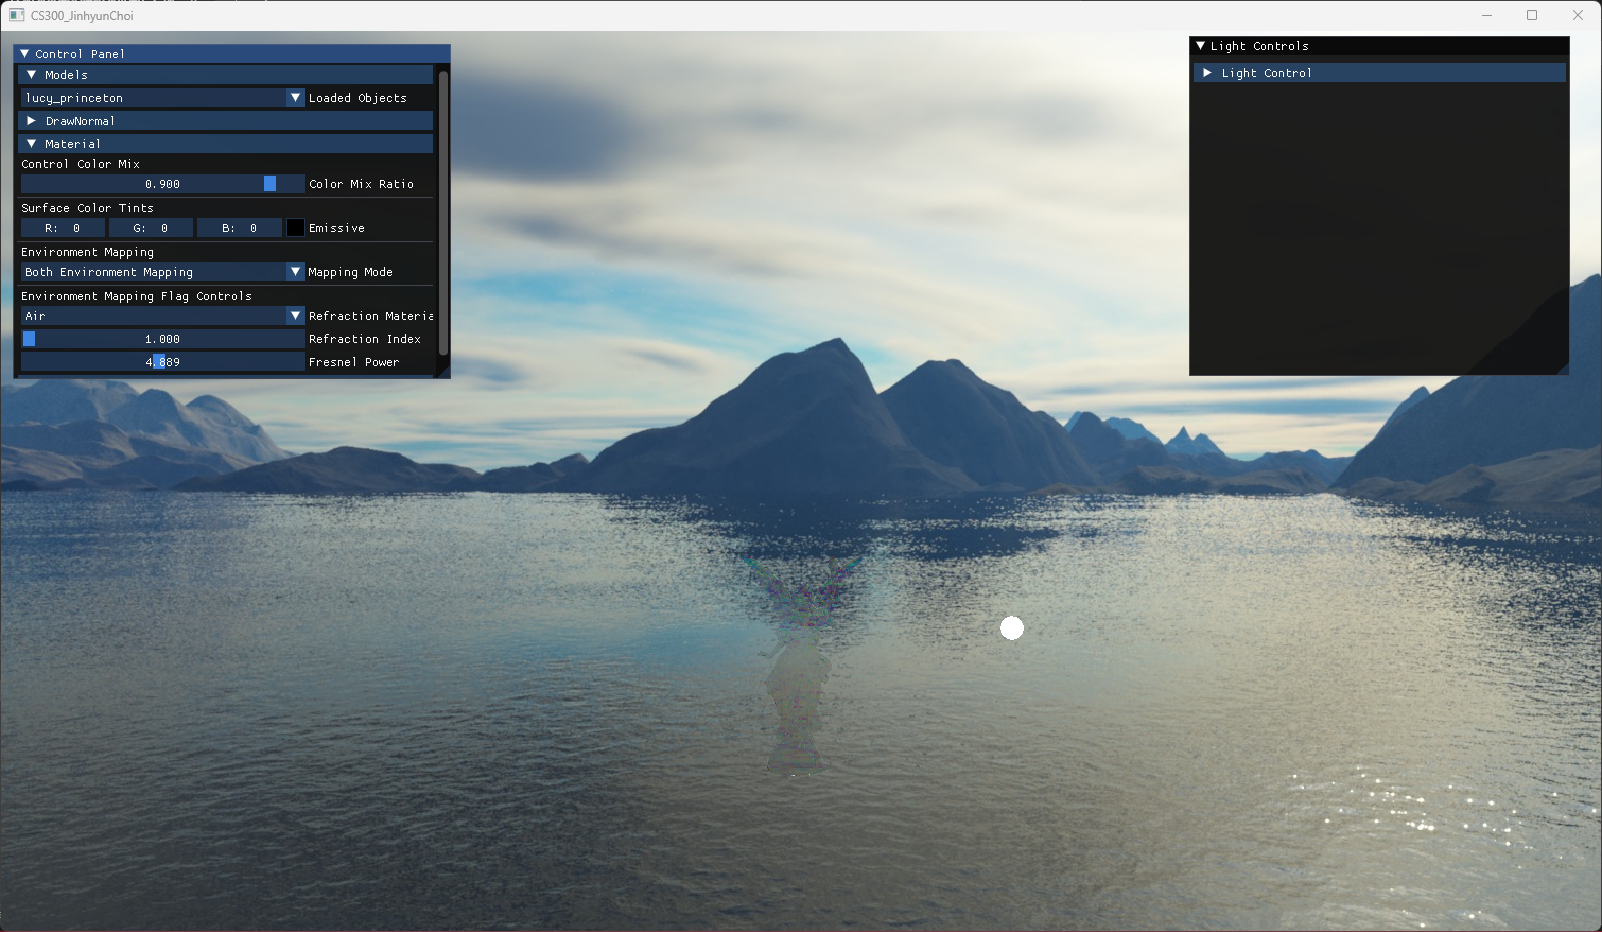 CS300_JinhyunChoi
Control Panel
Models
lucy_princeton Loaded Objects
DrawNormal
Material
Control Color Mix
0.900 Color Mix Ratio
Surface Color Tints
R: 0 G: 0 B: 0 Emissive
Environment Mapping
Both Environment Mapping Mapping Mode
Environment Mapping Flag Controls
Air Refraction Materia
1.000 Refraction Index
4.889 Fresnel Power
Light Controls
Light Control